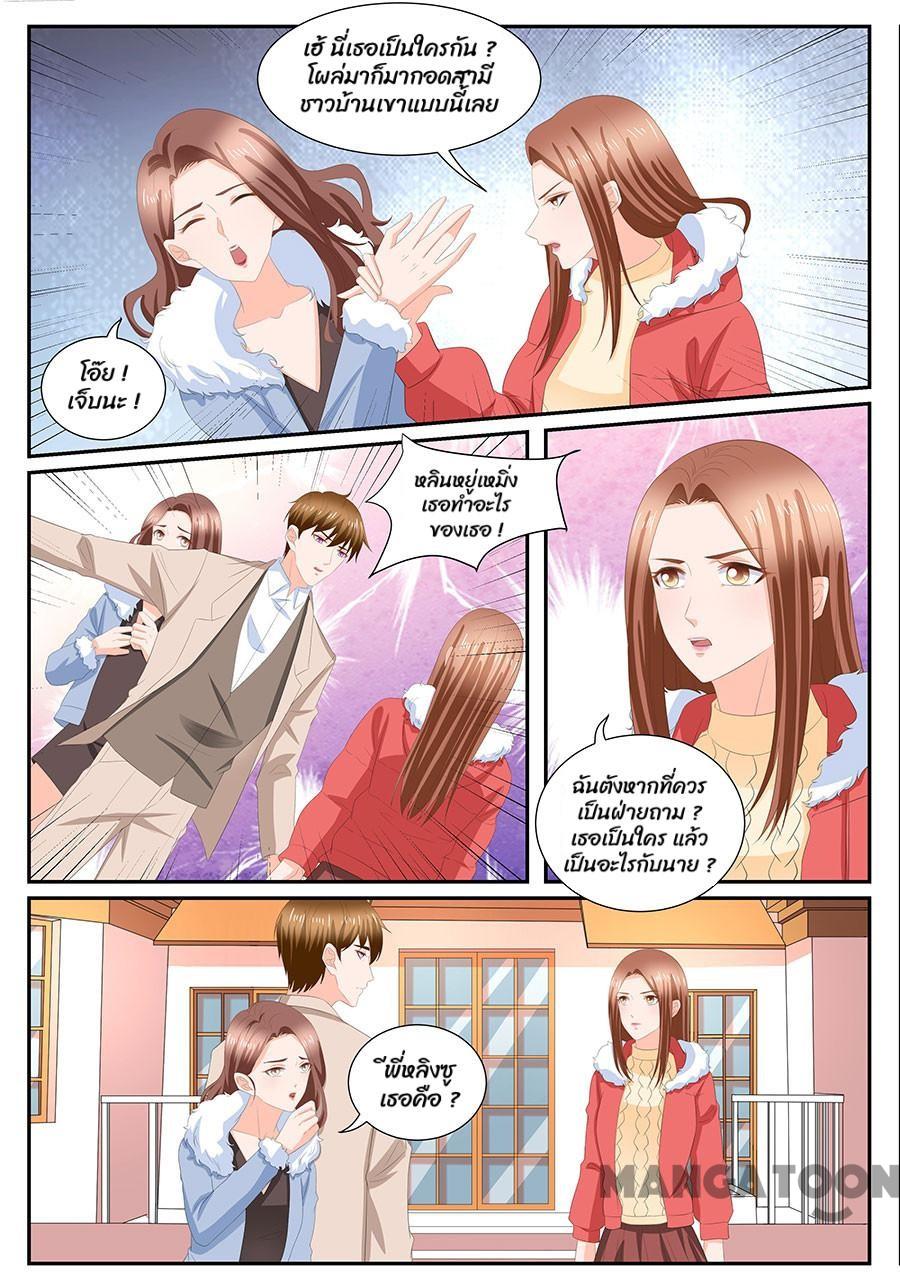 เฮ้ นี่เธอเป็นใครกัน ?
โผล่มาก็มากอดสามี
ชาวบ้านเขาแบบนี้เลย
โอ๊ย !
เจ็บนะ !
หลินหยู่เหมิ่ง
เธอทำอะไร
ของเธอ !
ฉันตังหากที่ควร
เป็นฝ่ายถาม ?
เธอเป็นใคร แล้ว
เป็นอะไรกับนาย ?
ีพี่หลิงซู
เธอคือ ?
MANGATOON